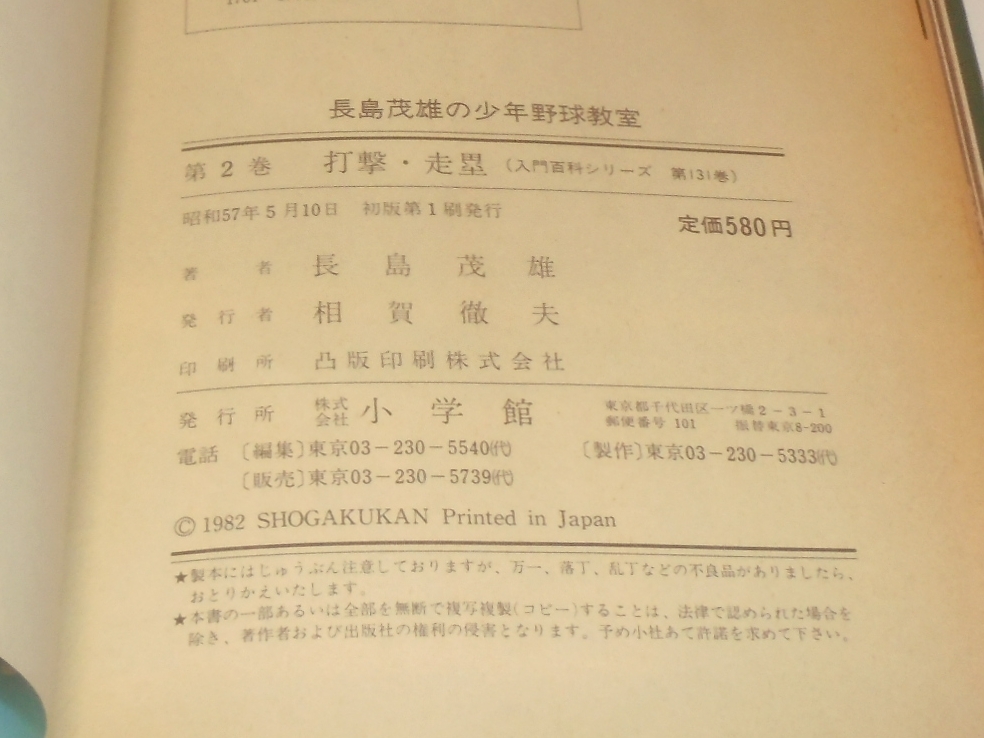 長島茂雄の少年野球教室
第2巻 打撃・走塁(入門百科シリーズ 第131巻)
昭和57年5月10日 初版第1刷発行
定価580円
著者 長島茂雄
発行者 相賀徹夫
印刷所 凸版印刷株式会社
発行所 株式会社 小学館
東京都千代田区一ツ橋2-3-1
郵便番号 101 振替東京8-200
電話 〔編集〕東京03-230-5540(代) 〔製作〕東京03-230-5333(代)
〔販売〕東京03-230-5739(代)
©1982 SHOGAKUKAN Printed in Japan
★製本にはじゅうぶん注意しておりますが、万一、落丁、乱丁などの不良品がありましたら、
おとりかえいたします。
★本書の一部あるいは全部を無断で複写複製(コピー)することは、法律で認められた場合を
除き、著作者および出版社の権利の侵害となります。予め小社あて許諾を求めて下さい。